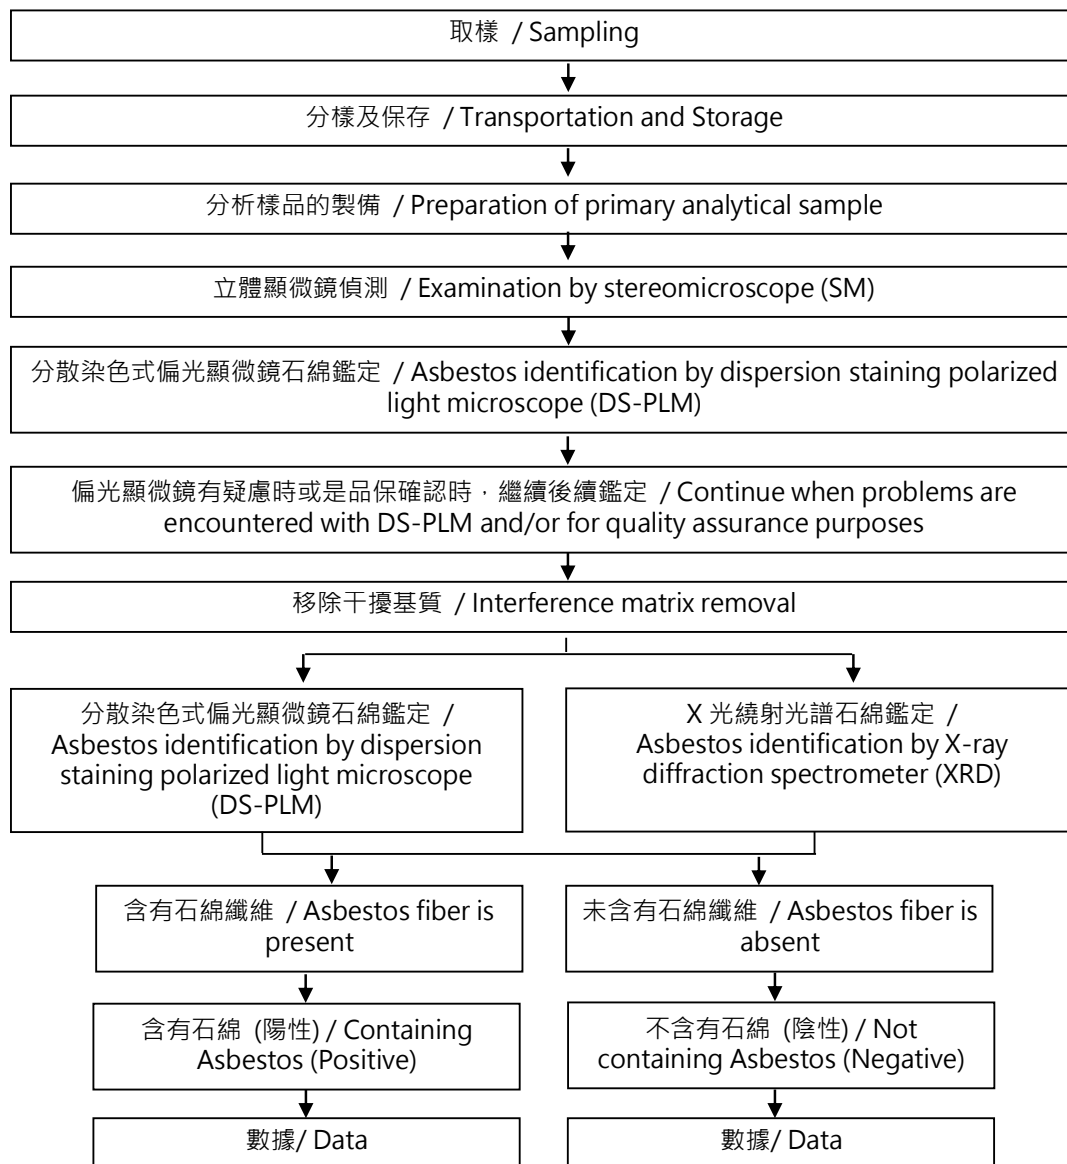 取樣 / Sampling
分樣及保存 / Transportation and Storage
分析樣品的製備 / Preparation of primary analytical sample
立體顯微鏡偵測 / Examination by stereomicroscope (SM)
分散染色式偏光顯微鏡石綿鑑定 / Asbestos identification by dispersion staining polarized
light microscope (DS-PLM)
偏光顯微鏡有疑慮時或是品保確認時，繼續後續鑑定 / Continue when problems are
encountered with DS-PLM and/or for quality assurance purposes
移除干擾基質 / Interference matrix removal
分散染色式偏光顯微鏡石綿鑑定 /
Asbestos identification by dispersion
staining polarized light microscope
(DS-PLM)
X 光繞射光譜石綿鑑定 /
Asbestos identification by X-ray
diffraction spectrometer (XRD)
含有石綿纖維 / Asbestos fiber is
present
未含有石綿纖維 / Asbestos fiber is
absent
含有石綿 (陽性) / Containing
Asbestos (Positive)
不含有石綿 (陰性) / Not
containing Asbestos (Negative)
數據/ Data
數據/ Data